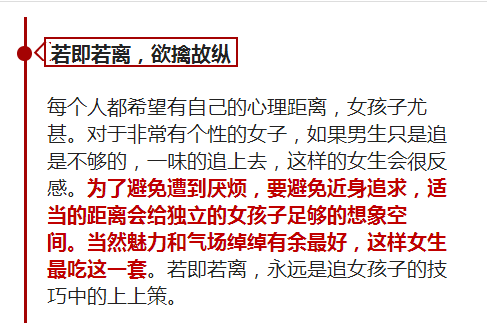 若即若离，欲擒故纵
每个人都希望有自己的心理距离，女孩子尤
甚。对于非常有个性的女子，如果男生只是追
是不够的，一味的追上去，这样的女生会很反
感。为了避免遭到厌烦，要避免近身追求，适
当的距离会给独立的女孩子足够的想象空
间。当然魅力和气场绰绰有余最好，这样女生
最吃这一套。若即若离，永远是追女孩子的技
巧中的上上策。